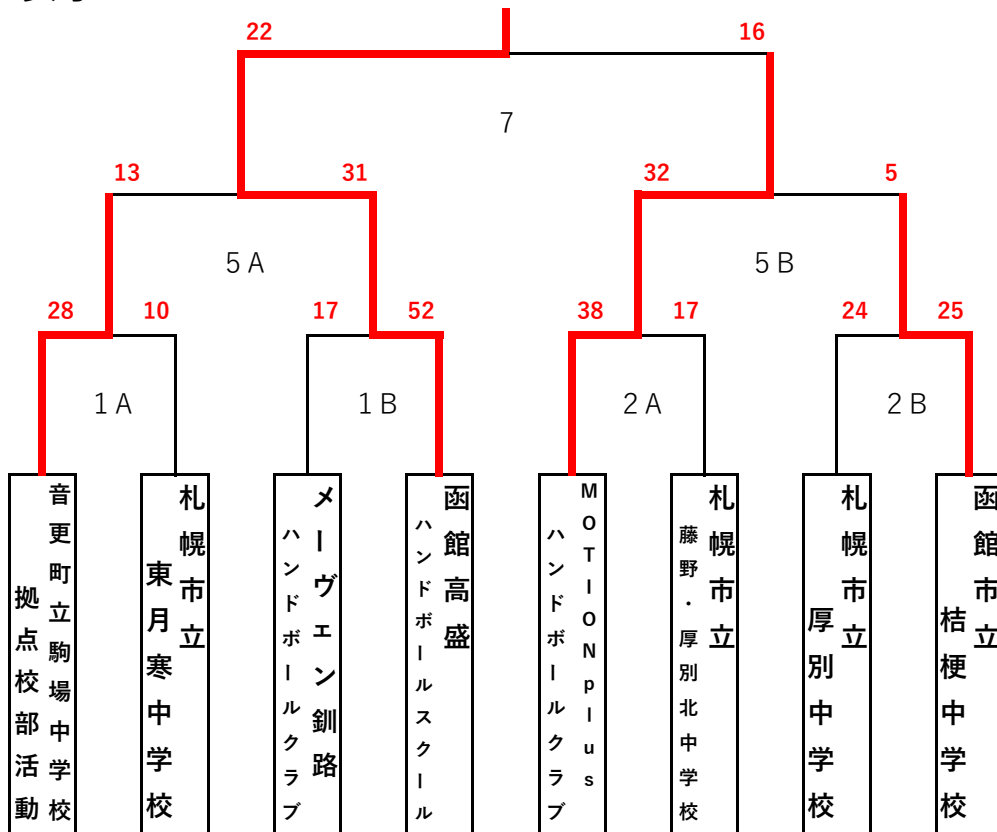 22
16
7
13
31
32
5
5A
5B
28
10
17
52
38
17
24
25
1A
1B
2A
2B
音更町立駒場中学校
拠点校部活動
札幌市立
東月寒中学校
メーヴェン釧路
ハンドボールクラブ
函館高盛
ハンドボールスクール
MOTIONplus
ハンドボールクラブ
札幌市立
藤野・厚別北中学校
札幌市立
厚別中学校
函館市立
桔梗中学校